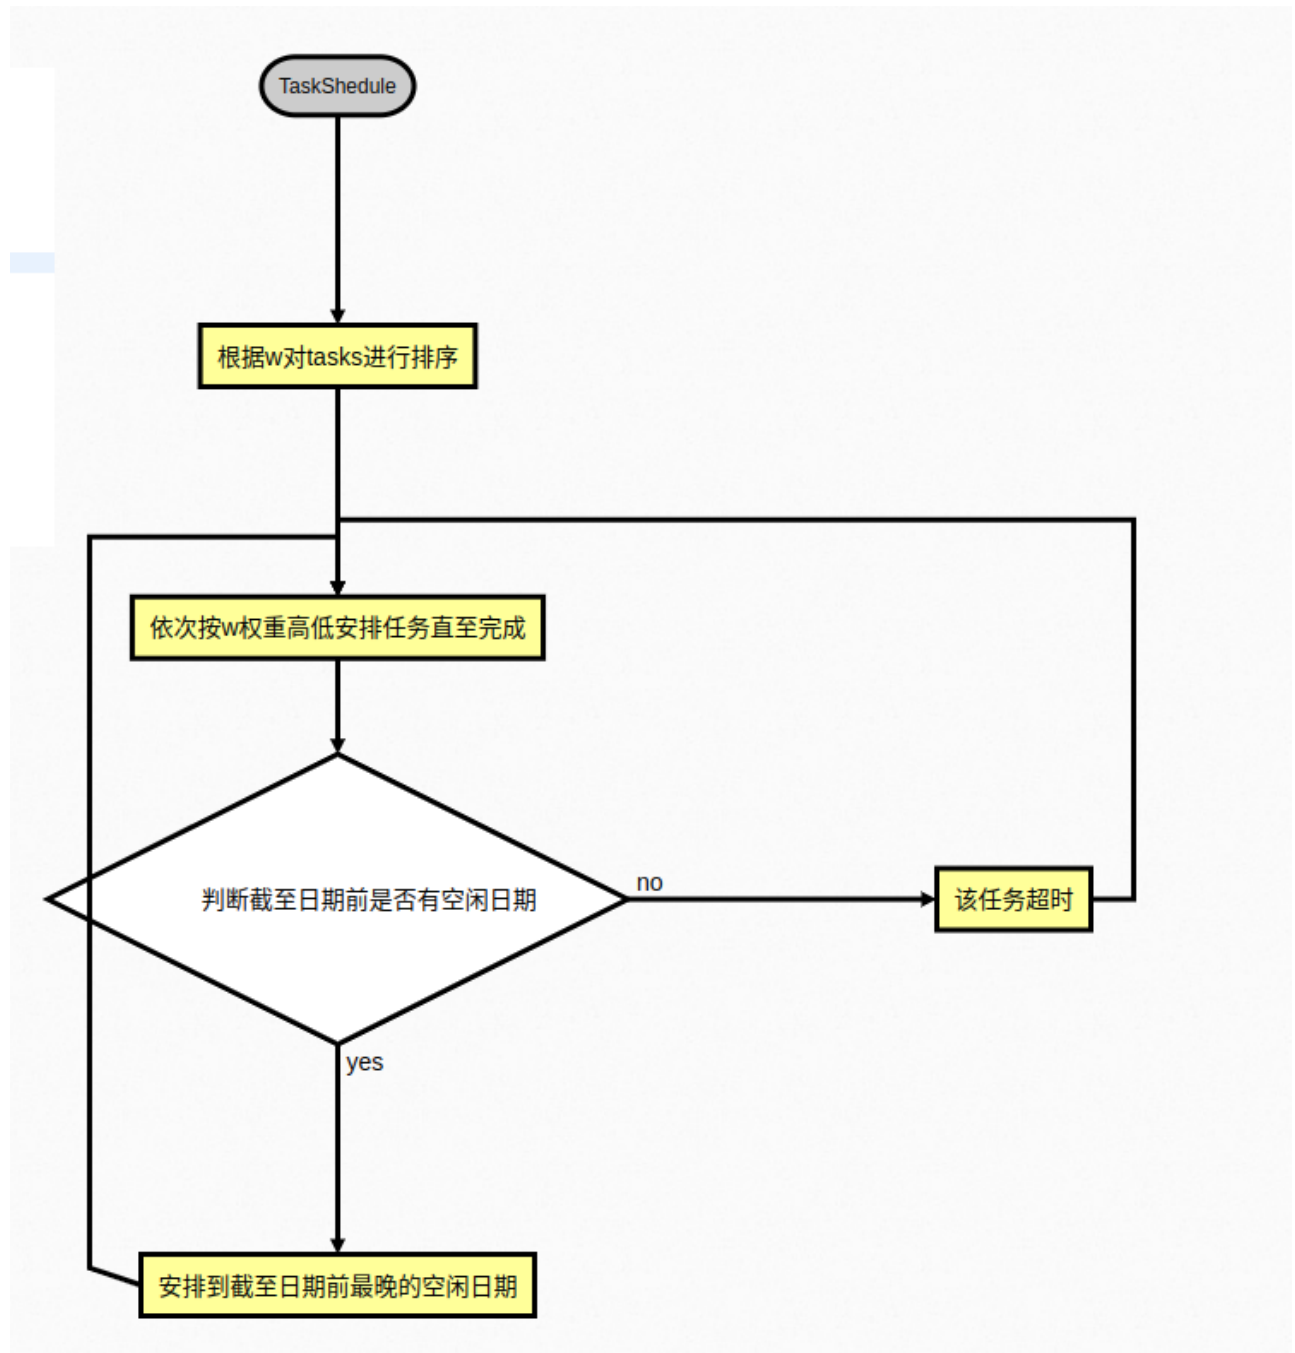 TaskShedule
根据w对tasks进行排序
依次按w权重高低安排任务直至完成
判断截至日期前是否有空闲日期
no
该任务超时
yes
安排到截至日期前最晚的空闲日期